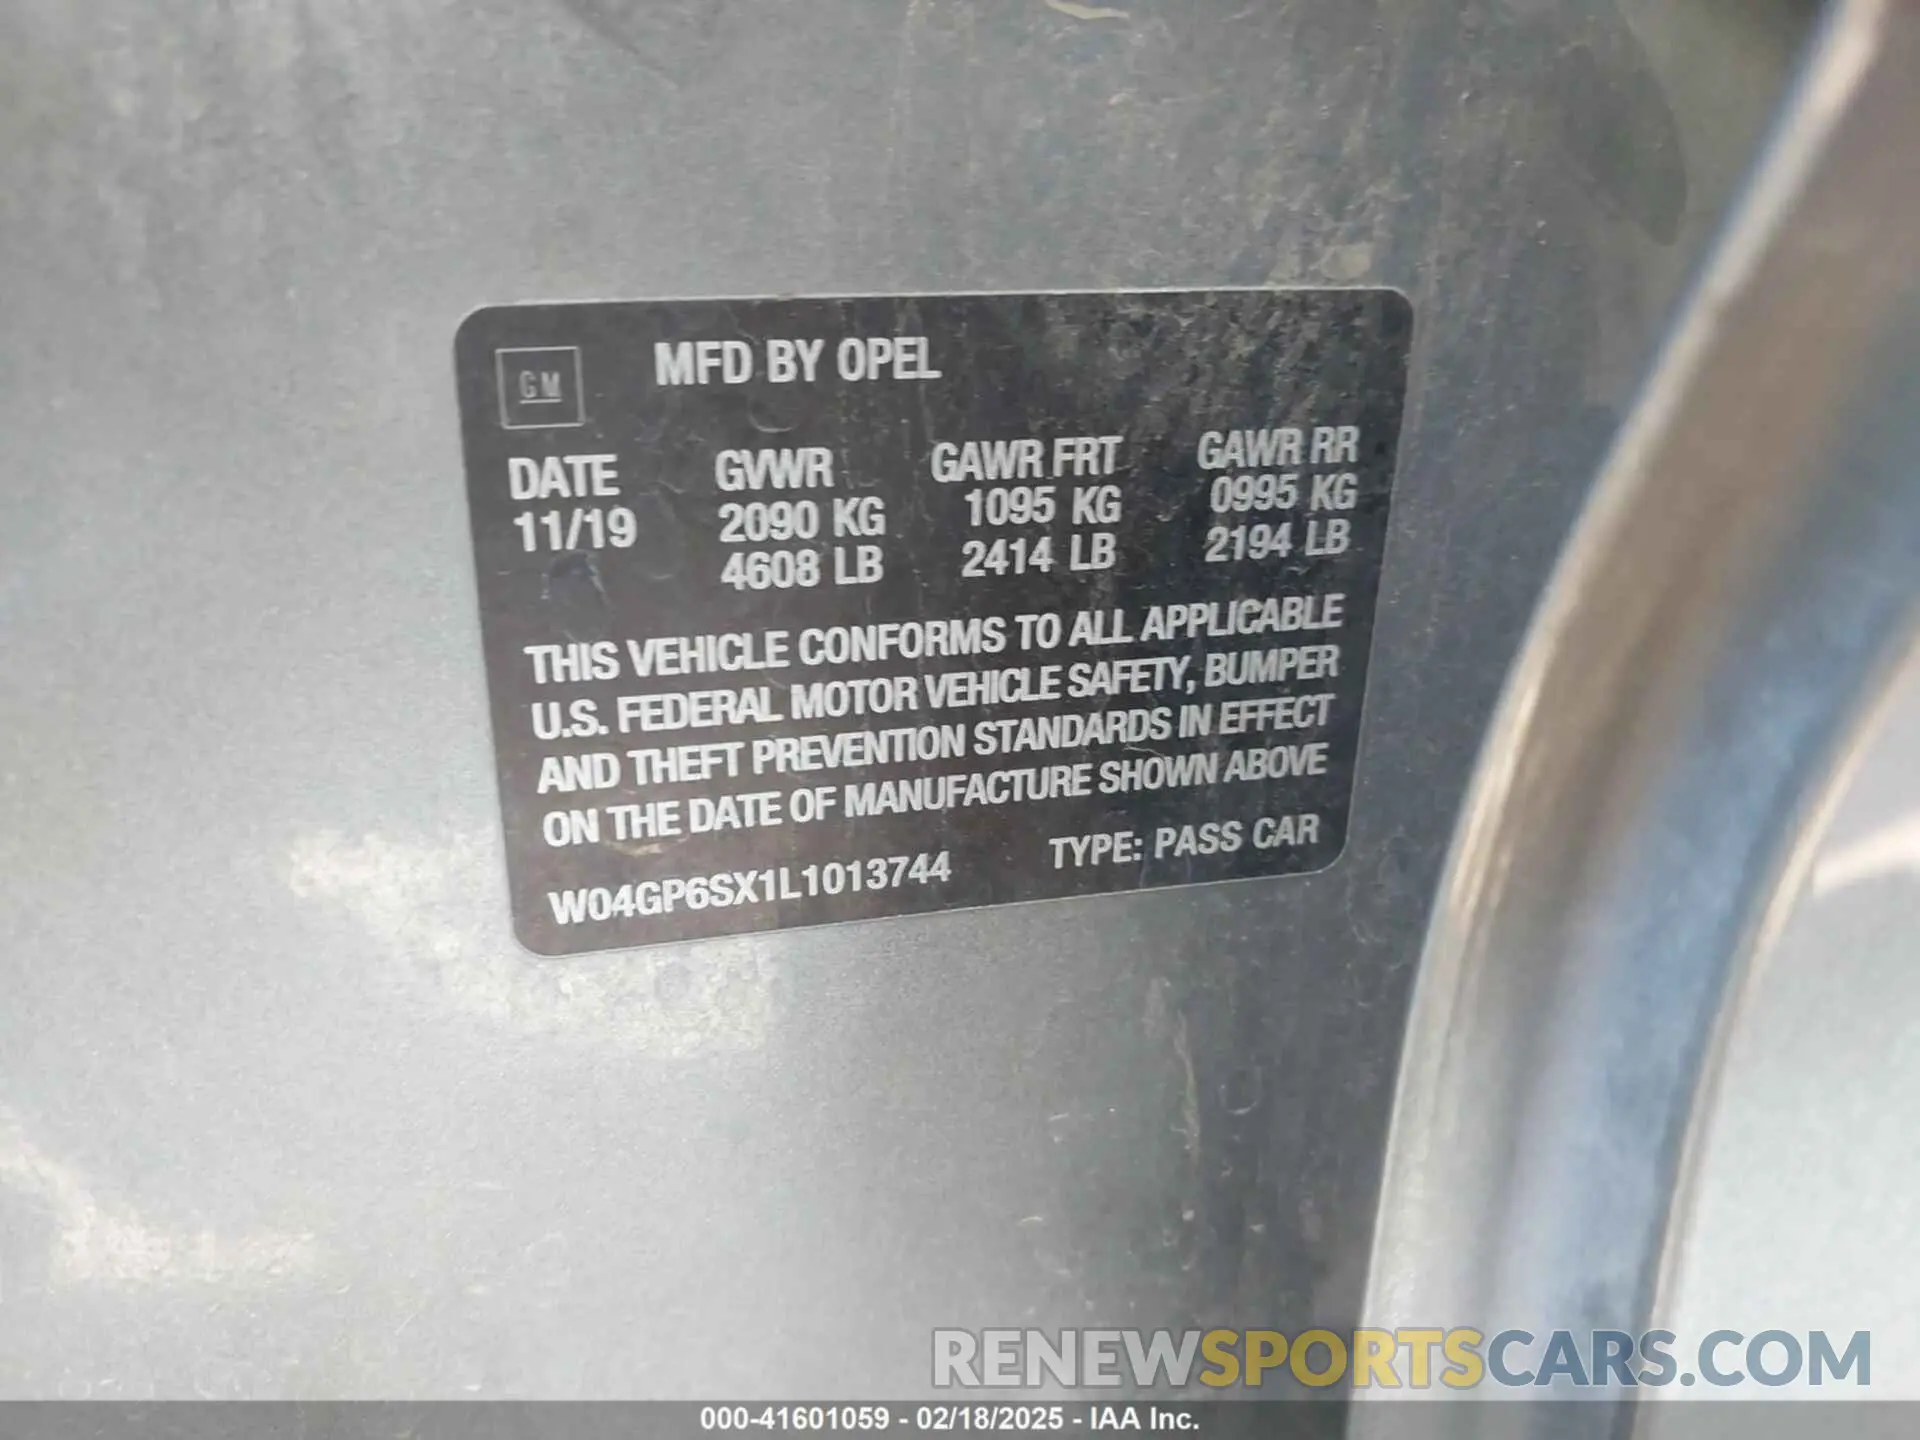 GM
MFD BY OPEL
DATE GVWR GAWR FRT GAWR RR
11/19 2090 KG 1095 KG 0995 KG
4608 LB 2414 LB 2194 LB
THIS VEHICLE CONFORMS TO ALL APPLICABLE
U.S. FEDERAL MOTOR VEHICLE SAFETY, BUMPER
AND THEFT PREVENTION STANDARDS IN EFFECT
ON THE DATE OF MANUFACTURE SHOWN ABOVE
W04GP6SX1L1013744 TYPE: PASS CAR
RENEWSPORTSCARS.COM
000-41601059 - 02/18/2025 - IAA Inc.